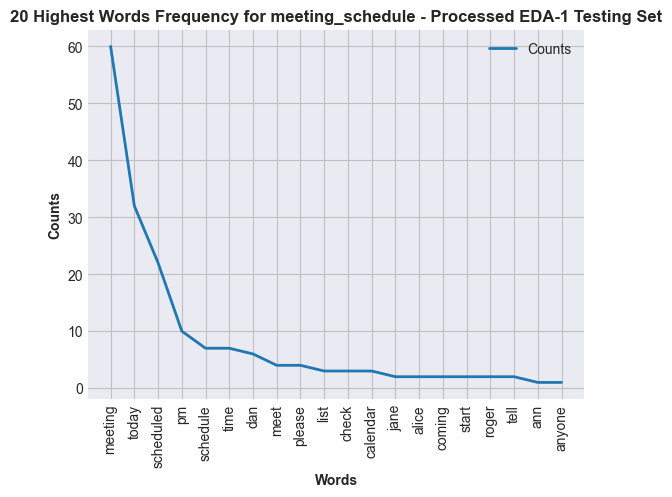 20 Highest Words Frequency for meeting_schedule - Processed EDA-1 Testing Set
Counts
60
50
40
30
20
10
0
Counts
meeting
today
scheduled
pm
schedule
time
dan
meet
please
list
check
calendar
jane
alice
coming
start
roger
tell
ann
anyone
Words